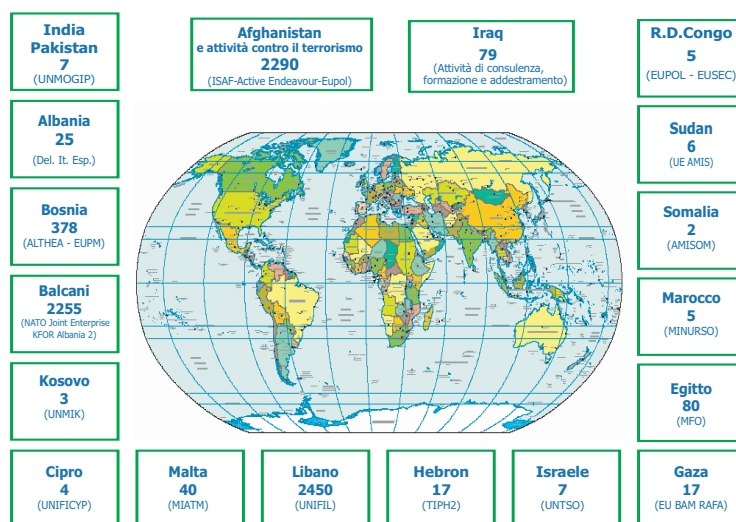 India
Pakistan
7
(UNMOGIP)
Afghanistan
e attività contro il terrorismo
2290
(ISAF-Active Endeavour-Eupol)
Iraq
79
(Attività di consulenza,
formazione e addestramento)
R.D.Congo
5
(EUPOL - EUSEC)
Albania
25
(Del. It. Esp.)
Sudan
6
(UE AMIS)
Bosnia
378
(ALTHEA - EUPM)
Somalia
2
(AMISOM)
Balcani
2255
(NATO Joint Enterprise
KFOR Albania 2)
Marocco
5
(MINURSO)
Kosovo
3
(UNMIK)
Egitto
80
(MFO)
Cipro
4
(UNIFICYP)
Malta
40
(MIATM)
Libano
2450
(UNIFIL)
Hebron
17
(TIPH2)
Israele
7
(UNTSO)
Gaza
17
(EU BAM RAFA)